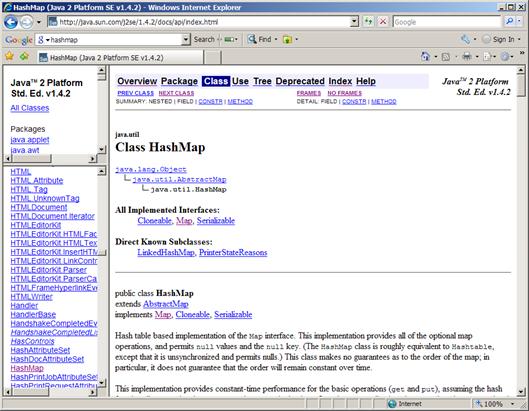 HashMap (Java 2 Platform SE v1.4.2) - Windows Internet Explorer
http://java.sun.com/j2se/1.4.2/docs/api/index.html
Google
Google
hashmap
Search
Find
Sign In
HashMap (Java 2 Platform SE v1.4.2)
Java™ 2 Platform
Std. Ed. v1.4.2
All Classes
Packages
java.applet
java.awt
HTML
HTML.Attribute
HTML.Tag
HTML.UnknownTag
HTMLDocument
HTMLDocument.Iterator
HTMLEditorKit
HTMLEditorKit.HTMLFac
HTMLEditorKit.HTMLTex
HTMLEditorKit.InsertHTM
HTMLEditorKit.LinkContr
HTMLEditorKit.Parser
HTMLEditorKit.ParserCa
HTMLFrameHyperlinkEve
HTMLWriter
Handler
HandlerBase
HandshakeCompletedEv
HandshakeCompletedLis
HasControls
HashAttributeSet
HashDocAttributeSet
HashMap
HashPrintJobAttributeSet
HashPrintRequestAttribu
Overview Package Class Use Tree Deprecated Index Help
PREV CLASS NEXT CLASS
FRAMES NO FRAMES
SUMMARY: NESTED | FIELD | CONSTR | METHOD
DETAIL: FIELD | CONSTR | METHOD
Java™ 2 Platform
Std. Ed. v1.4.2
java.util
Class HashMap
java.lang.Object
java.util.AbstractMap
java.util.HashMap
All Implemented Interfaces:
Cloneable, Map, Serializable
Direct Known Subclasses:
LinkedHashMap, PrinterStateReasons
public class HashMap
extends AbstractMap
implements Map, Cloneable, Serializable
Hash table based implementation of the Map interface. This implementation provides all of the optional map
operations, and permits null values and the null key. (The HashMap class is roughly equivalent to Hashtable,
except that it is unsynchronized and permits nulls.) This class makes no guarantees as to the order of the map; in
particular, it does not guarantee that the order will remain constant over time.
This implementation provides constant-time performance for the basic operations (get and put), assuming the hash
Internet
100%